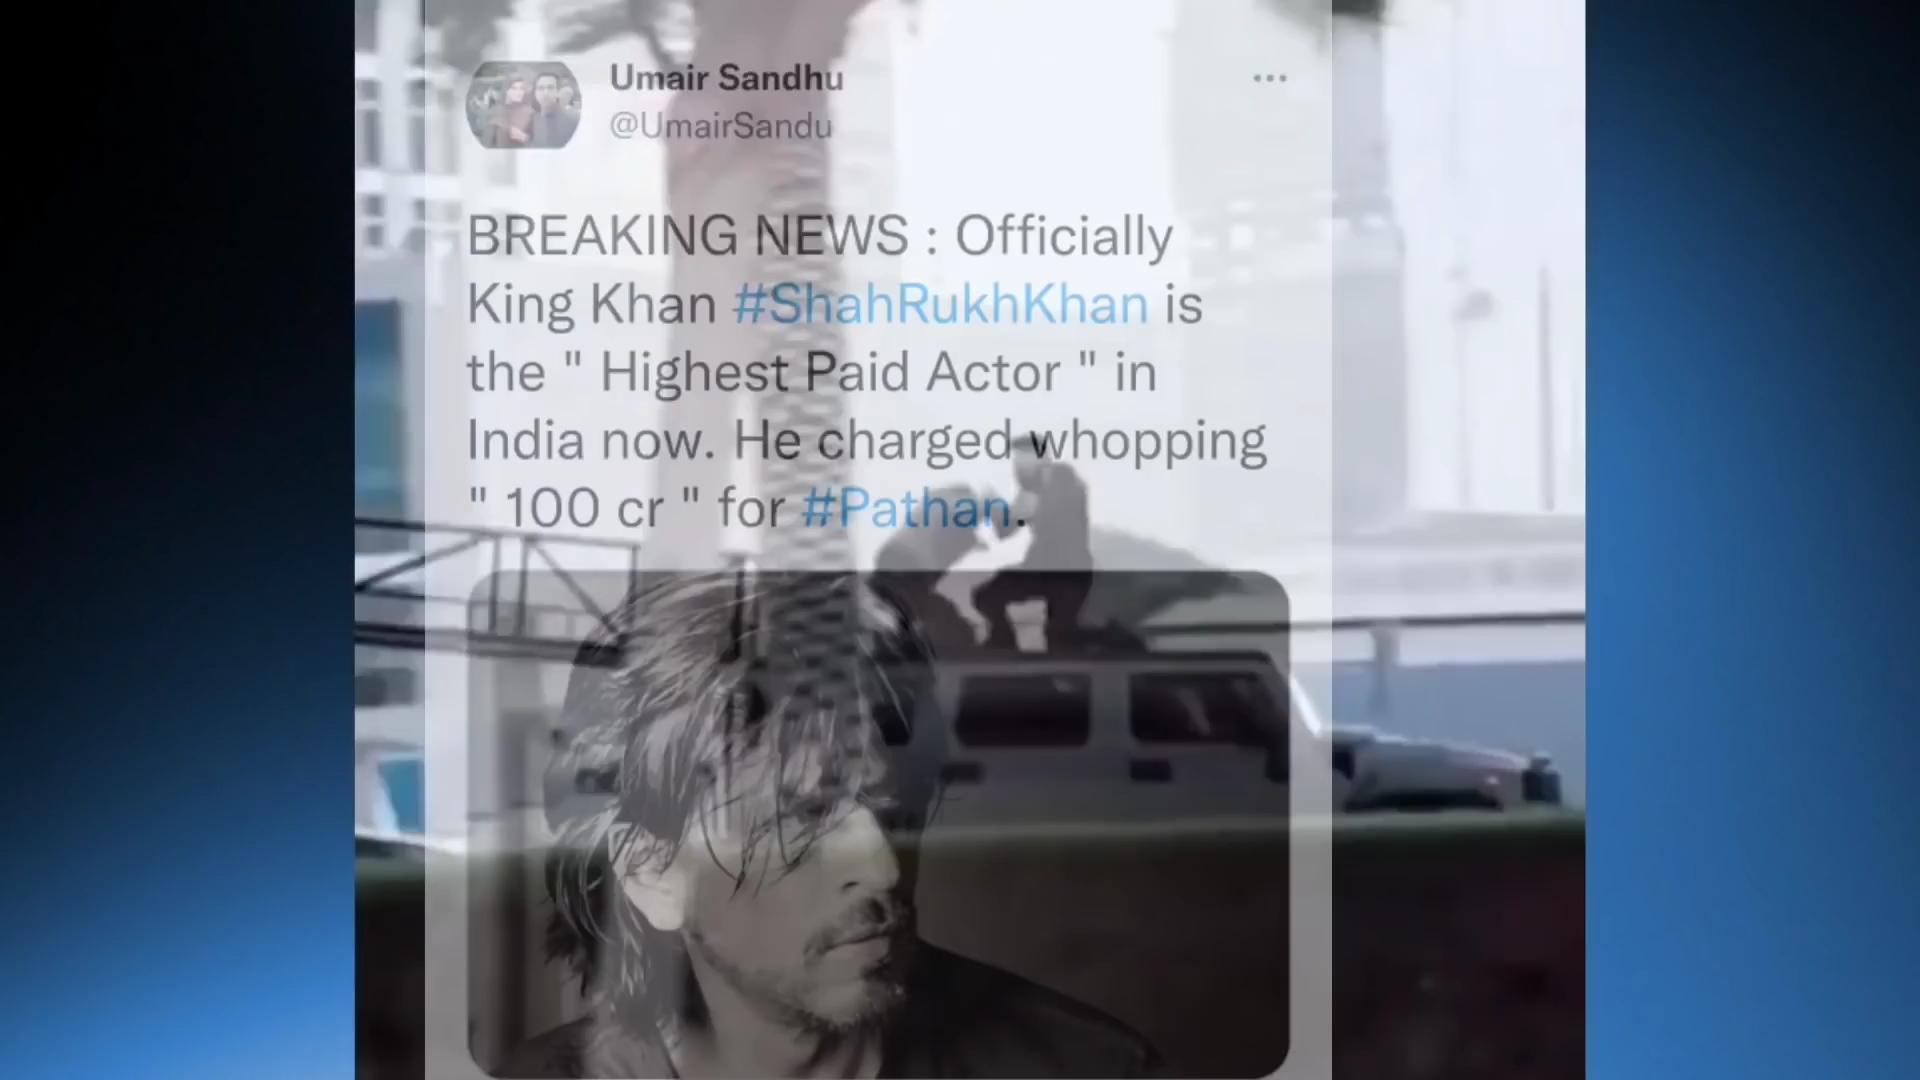 Umair Sandhu
@UmairSandu
BREAKING NEWS : Officially
King Khan #ShahRukhKhan is
the " Highest Paid Actor " in
India now. He charged whopping
" 100 cr " for #Pathan.